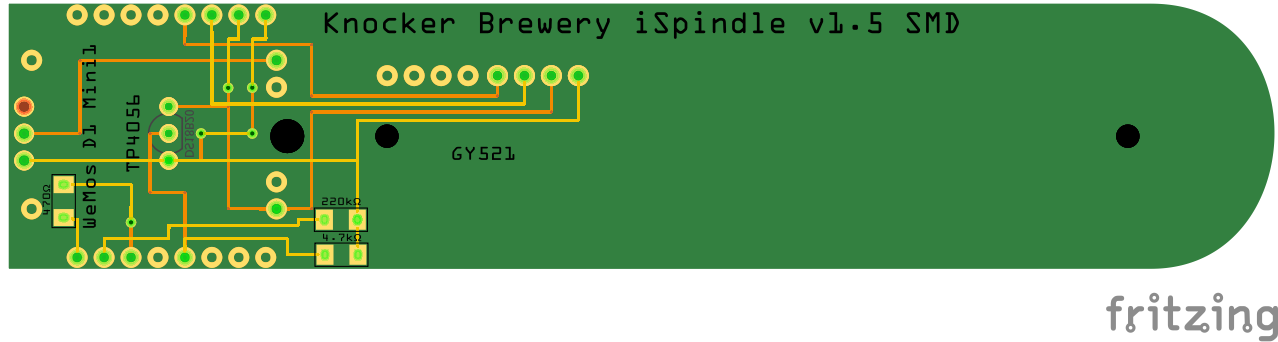 Knocker Brewery iSpindle v1.5 SMD
WeMos D1 Mini1
TP4056
DS18B20
GY521
470Ω
220kΩ
4.7kΩ
fritzing